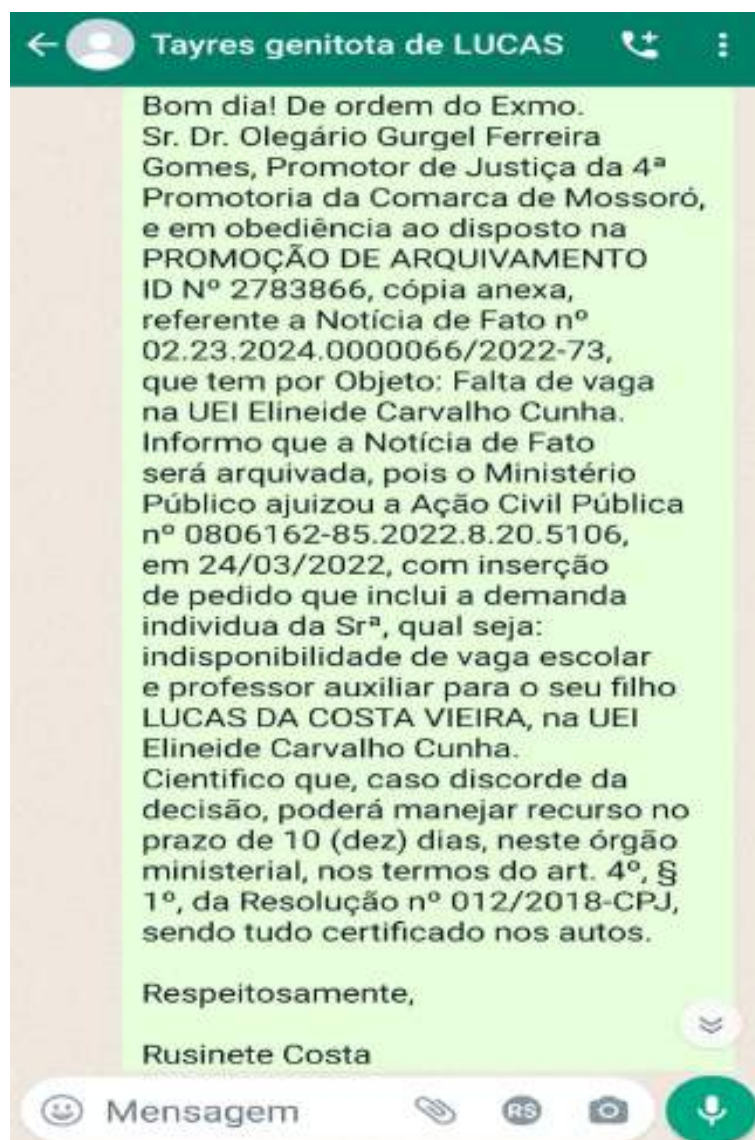 Tayres genitota de LUCAS
Bom dia! De ordem do Exmo.
Sr. Dr. Olegário Gurgel Ferreira
Gomes, Promotor de Justiça da 4ª
Promotoria da Comarca de Mossoró,
e em obediência ao disposto na
PROMOÇÃO DE ARQUIVAMENTO
ID Nº 2783866, cópia anexa,
referente a Notícia de Fato nº
02.23.2024.0000066/2022-73,
que tem por Objeto: Falta de vaga
na UEI Elineide Carvalho Cunha.
Informo que a Notícia de Fato
será arquivada, pois o Ministério
Público ajuizou a Ação Civil Pública
nº 0806162-85.2022.8.20.5106,
em 24/03/2022, com inserção
de pedido que inclui a demanda
individua da Srª, qual seja:
indisponibilidade de vaga escolar
e professor auxiliar para o seu filho
LUCAS DA COSTA VIEIRA, na UEI
Elineide Carvalho Cunha.
Cientifico que, caso discorde da
decisão, poderá manejar recurso no
prazo de 10 (dez) dias, neste órgão
ministerial, nos termos do art. 4º, §
1º, da Resolução nº 012/2018-CPJ,
sendo tudo certificado nos autos.
Respeitosamente,
Rusinete Costa
Mensagem RS